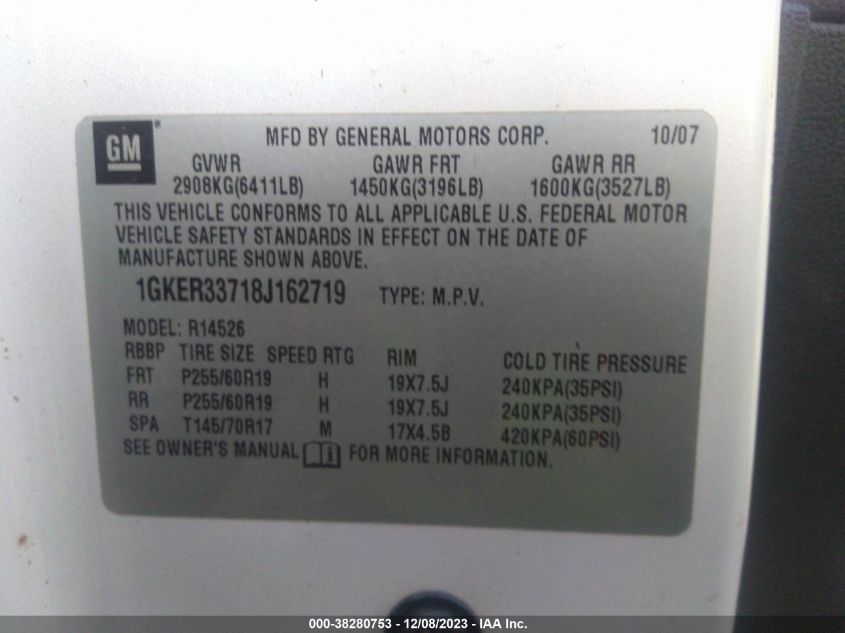 GM® MFD BY GENERAL MOTORS CORP. 10/07
GVWR GAWR FRT GAWR RR
2908KG(6411LB) 1450KG(3196LB) 1600KG(3527LB)
THIS VEHICLE CONFORMS TO ALL APPLICABLE U.S. FEDERAL MOTOR
VEHICLE SAFETY STANDARDS IN EFFECT ON THE DATE OF
MANUFACTURE SHOWN ABOVE.
1GKER33718J162719 TYPE: M.P.V.
MODEL: R14526
RBBP TIRE SIZE SPEED RTG RIM COLD TIRE PRESSURE
FRT P255/60R19 H 19X7.5J 240KPA(35PSI)
RR P255/60R19 H 19X7.5J 240KPA(35PSI)
SPA T145/70R17 M 17X4.5B 420KPA(60PSI)
SEE OWNER'S MANUAL i FOR MORE INFORMATION.
000-38280753 - 12/08/2023 - IAA Inc.